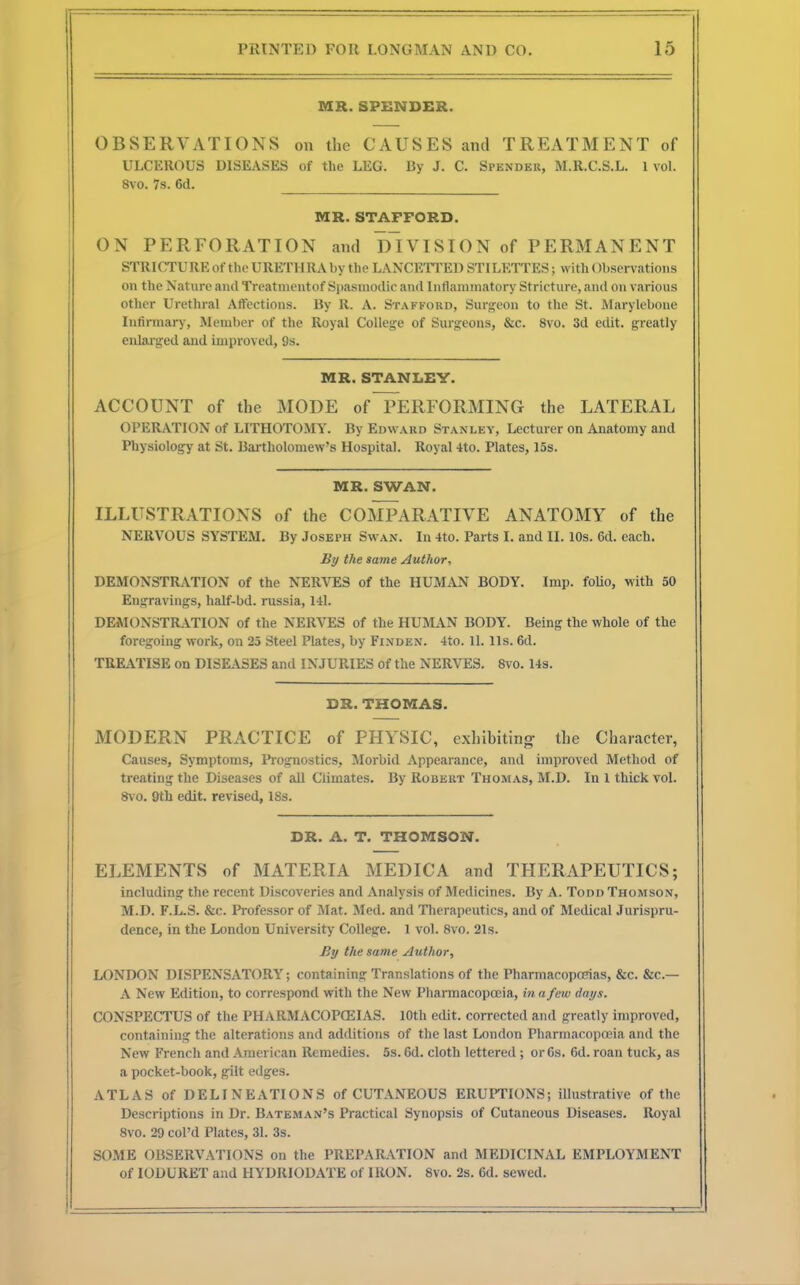 PRINTED FOR LONGMAN AND CO. 15
MR. SPENDER.
OBSERVATIONS on the CAUSES and TREATMENT of
ULCEROUS DISEASES of the LEG. By J. C. Spender, M.R.C.S.L. 1 vol.
8vo. 7s. 6d.
MR. STAFFORD.
ON PERFORATION and DIVISION of PERMANENT
STRICTURE of the URETHRA by the LANCETTED STILETTES; with Observations
on the Nature and Treatment of Spasmodic and Inflammatory Stricture, and on various
other Urethral Affections. By R. A. Stafford, Surgeon to the St. Marylebone
Infirmary, Member of the Royal College of Surgeons, &c. 8vo. 3d edit. greatly
enlarged and improved, 9s.
MR. STANLEY.
ACCOUNT of the MODE of PERFORMING the LATERAL
OPERATION of LITHOTOMY. By Edward Stanley, Lecturer on Anatomy and
Physiology at St. Bartholomew's Hospital. Royal 4to. Plates, 15s.
MR. SWAN.
ILLUSTRATIONS of the COMPARATIVE ANATOMY of the
NERVOUS SYSTEM. By Joseph Swan. In 4to. Parts I. and II. 10s. 6d. each.
By the same Author,
DEMONSTRATION of the NERVES of the HUMAN BODY. Imp. folio, with 50
Engravings, half-bd. russia, 14l.
DEMONSTRATION of the NERVES of the HUMAN BODY. Being the whole of the
foregoing work, on 25 Steel Plates, by Finden. 4to. 1l. 11s. 6d.
TREATISE on DISEASES and INJURIES of the NERVES. 8vo. 14s.
DR. THOMAS.
MODERN PRACTICE of PHYSIC, exhibiting the Character,
Causes, Symptoms, Prognostics, Morbid Appearance, and improved Method of
treating the Diseases of all Climates. By Robert Thomas, M.D. In 1 thick vol.
8vo. 9th edit. revised, 18s.
DR. A. T. THOMSON.
ELEMENTS of MATERIA MEDICA and THERAPEUTICS;
including the recent Discoveries and Analysis of Medicines. By A. Todd Thomson,
M.D. F.L.S. &c. Professor of Mat. Med. and Therapeutics, and of Medical Jurispru-
dence, in the London University College. 1 vol. 8vo. 21s.
By the same Author,
LONDON DISPENSATORY; containing Translations of the Pharmacopœias, &c. &c.—
A New Edition, to correspond with the New Pharmacopœia, in a few days.
CONSPECTUS of the PHARMACOPŒIAS. 10th edit. corrected and greatly improved,
containing the alterations and additions of the last London Pharmacopœia and the
New French and American Remedies. 5s. 6d. cloth lettered; or 6s. 6d. roan tuck, as
a pocket-book, gilt edges.
ATLAS of DELINEATIONS of CUTANEOUS ERUPTIONS; illustrative of the
Descriptions in Dr. Bateman's Practical Synopsis of Cutaneous Diseases. Royal
8vo. 29 col'd Plates, 3l. 3s.
SOME OBSERVATIONS on the PREPARATION and MEDICINAL EMPLOYMENT
of IODURET and HYDRIODATE of IRON. 8vo. 2s. 6d. sewed.